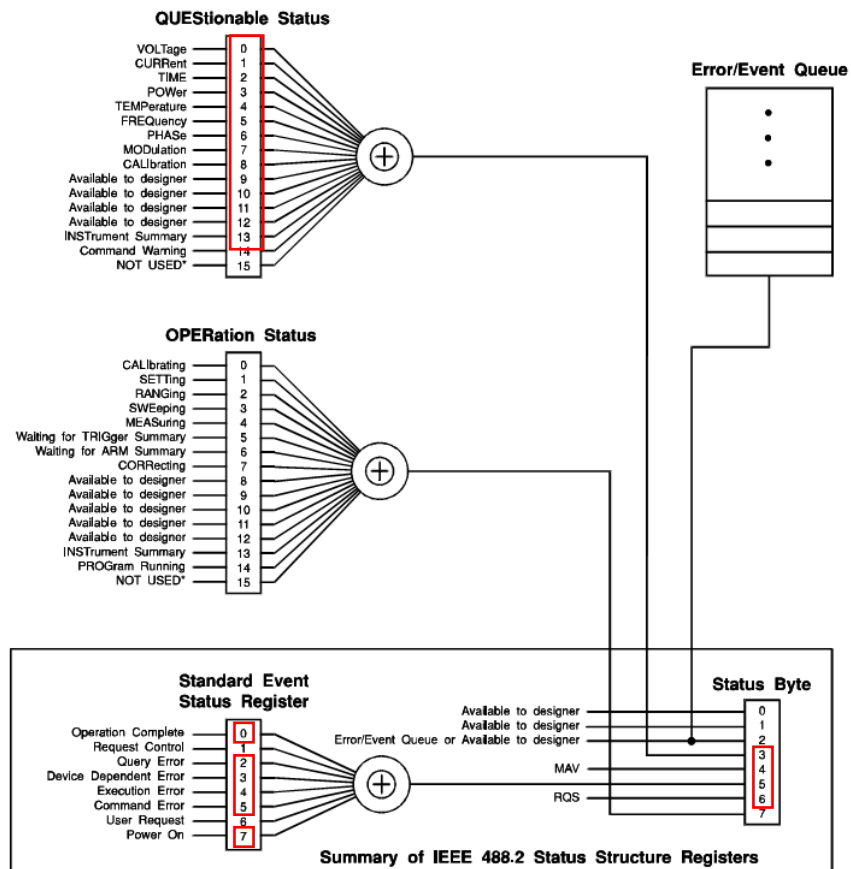 QUEStionable Status
VOLTage 0
CURRent 1
TIME 2
POWer 3
TEMPerature 4
FREQuency 5
PHASe 6
MODulation 7
CALIbration 8
Available to designer 9
Available to designer 10
Available to designer 11
Available to designer 12
INSTrument Summary 13
Command Warning 14
NOT USED* 15
Error/Event Queue
OPERation Status
CALIbrating 0
SETTing 1
RANGing 2
SWEeping 3
MEASuring 4
Waiting for TRIGger Summary 5
Waiting for ARM Summary 6
CORRecting 7
Available to designer 8
Available to designer 9
Available to designer 10
Available to designer 11
Available to designer 12
INSTrument Summary 13
PROGram Running 14
NOT USED* 15
Standard Event
Status Register
Operation Complete 0
Request Control 1
Query Error 2
Device Dependent Error 3
Execution Error 4
Command Error 5
User Request 6
Power On 7
Status Byte
Available to designer 0
Available to designer 1
Error/Event Queue or Available to designer 2
3
MAV 4
5
RQS 6
7
Summary of IEEE 488.2 Status Structure Registers